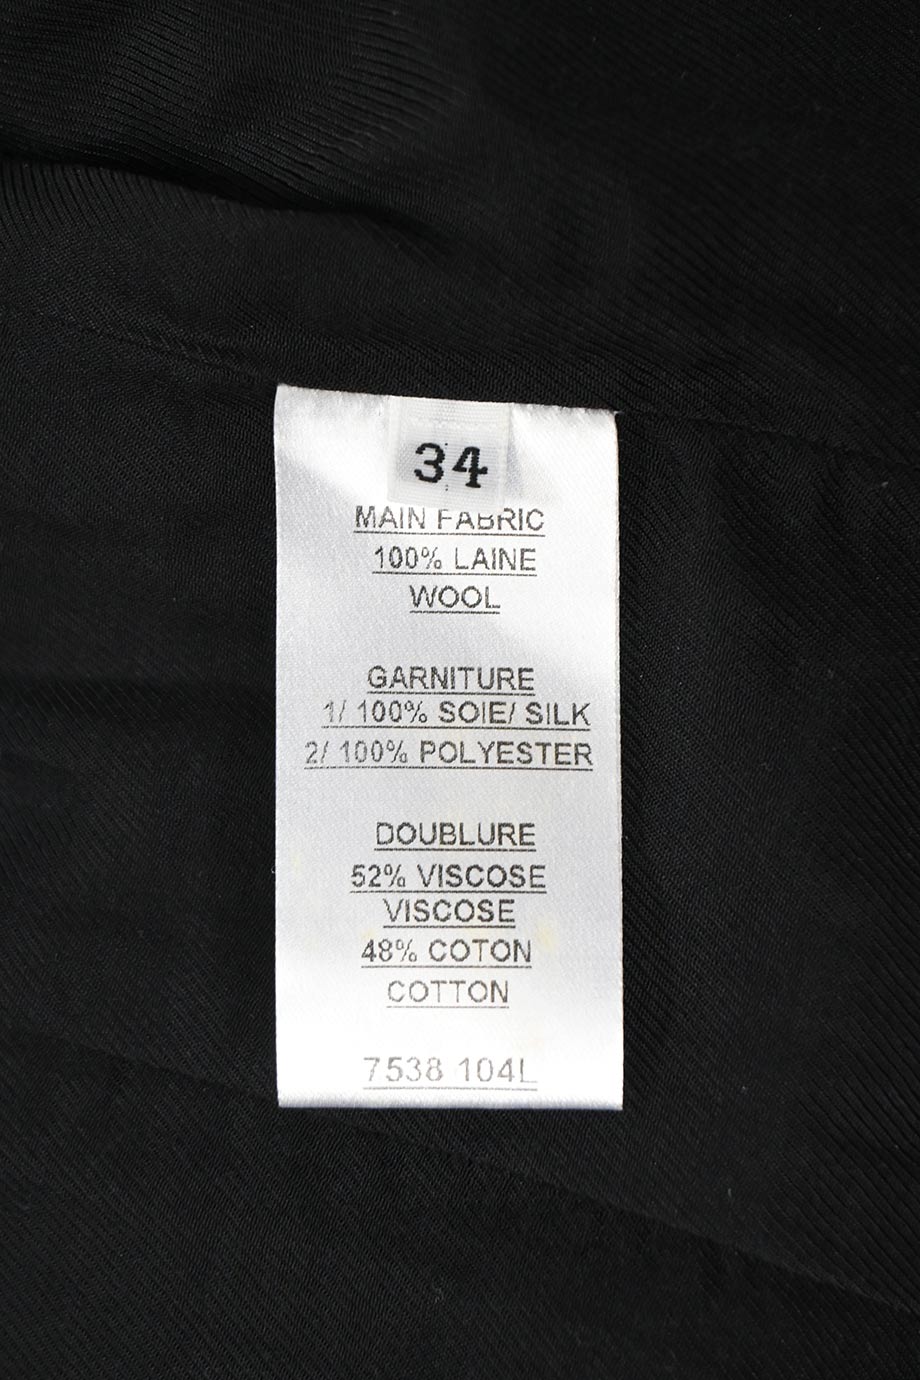 34
MAIN FABRIC
100% LAINE
WOOL
GARNITURE
1/ 100% SOIE/ SILK
2/ 100% POLYESTER
DOUBLURE
52% VISCOSE
VISCOSE
48% COTON
COTTON
7538 104L